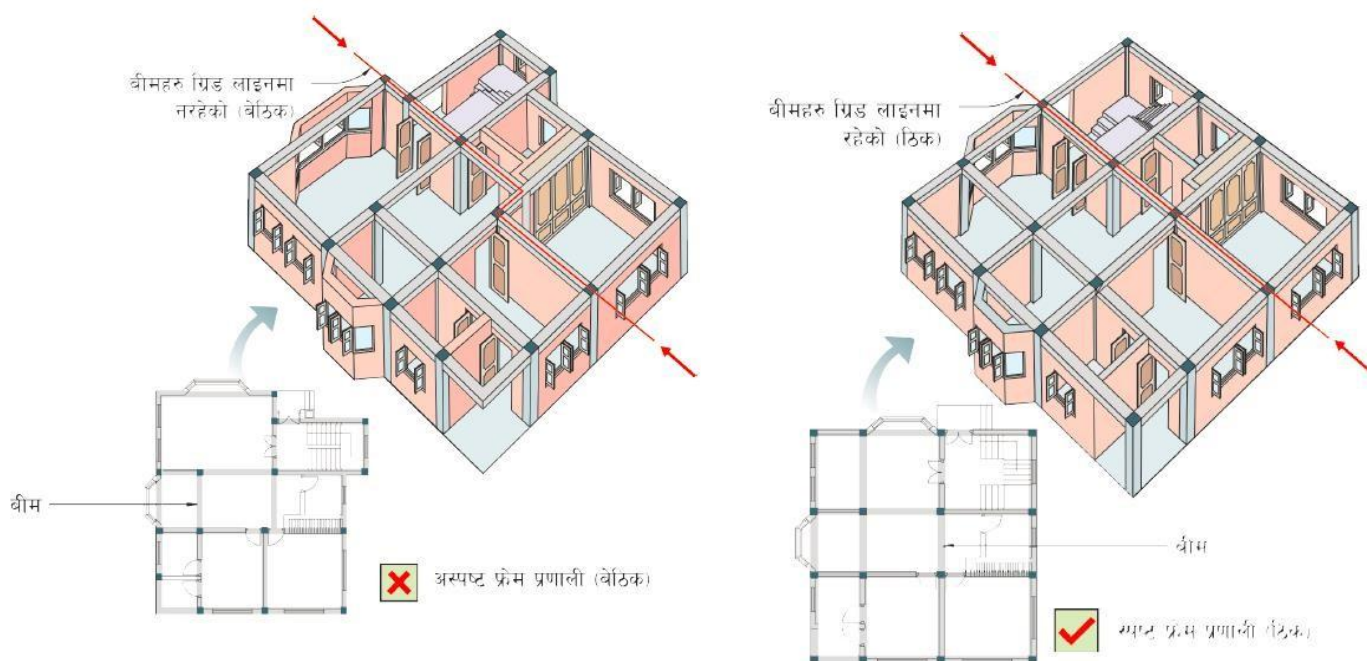 बीमहरु ग्रिड लाइनमा
नरहेको (बेठिक)
बीमहरु ग्रिड लाइनमा
रहेको (ठिक)
बीम
अस्पष्ट फ्रेम प्रणाली (बेठिक)
बीम
स्पष्ट फ्रेम प्रणाली (ठिक)